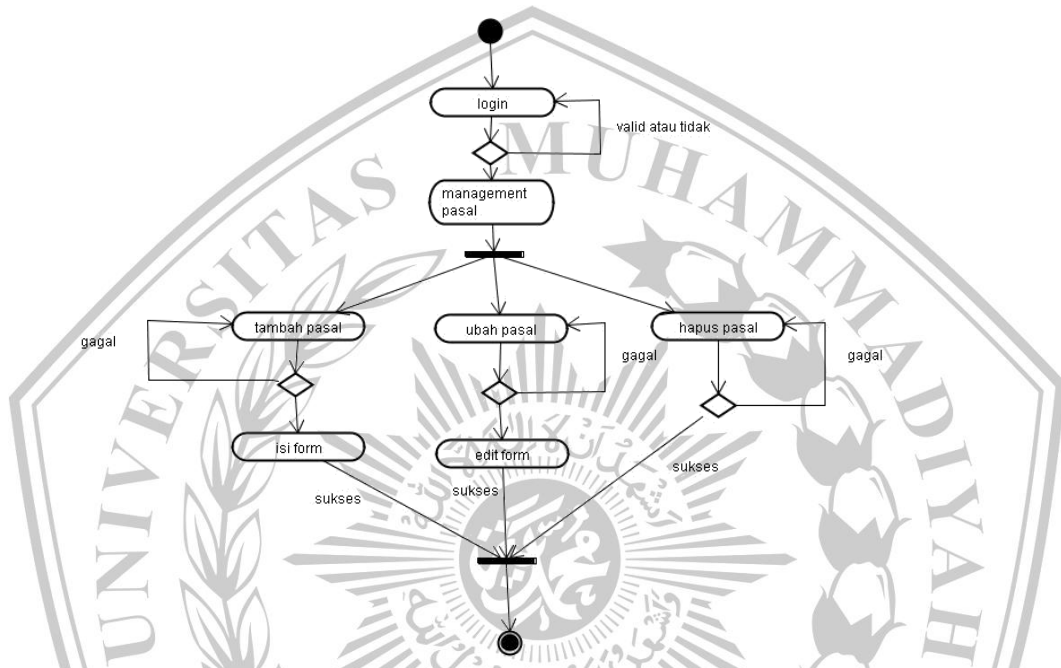 login
valid atau tidak
management
pasal
tambah pasal
ubah pasal
hapus pasal
gagal
gagal
gagal
isi form
edit form
sukses
sukses
sukses
UNIVERSITAS MUHAMMADIYAH